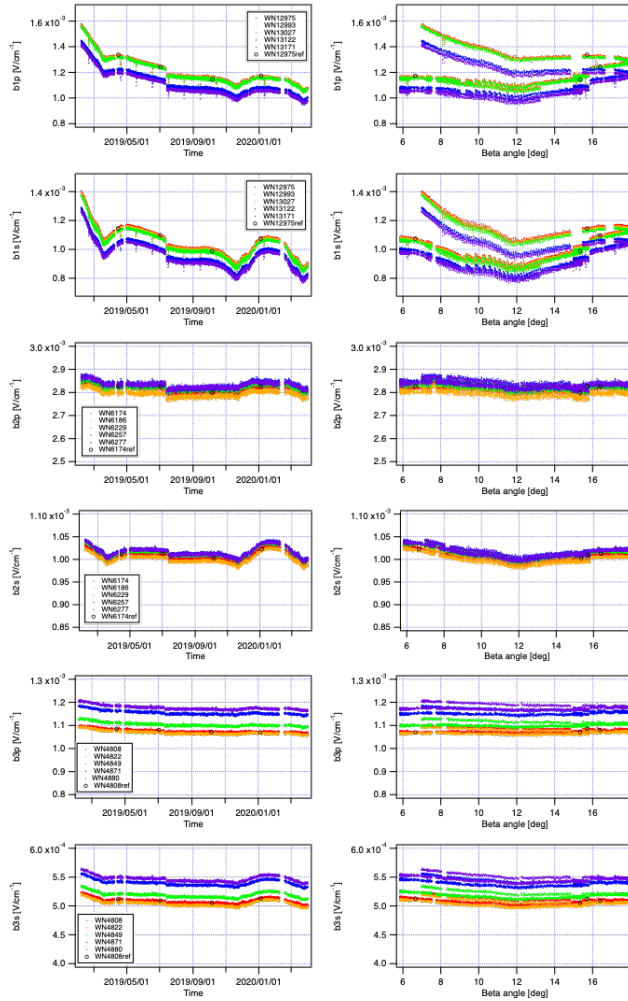 1.6 x10⁻³
1.4
1.2
1.0
0.8
b1p [V/cm⁻¹]
WN12975
WN12993
WN13027
WN13122
WN13171
WN12975ref
2019/05/01 2019/09/01 2020/01/01
Time
1.6 x10⁻³
1.4
1.2
1.0
0.8
b1p [V/cm⁻¹]
6 8 10 12 14 16
Beta angle [deg]
1.4 x10⁻³
1.2
1.0
0.8
b1s [V/cm⁻¹]
WN12975
WN12993
WN13027
WN13122
WN13171
WN12975ref
2019/05/01 2019/09/01 2020/01/01
Time
1.4 x10⁻³
1.2
1.0
0.8
b1s [V/cm⁻¹]
6 8 10 12 14 16
Beta angle [deg]
3.0 x10⁻³
2.9
2.8
2.7
2.6
2.5
b2p [V/cm⁻¹]
WN6174
WN6186
WN6229
WN6257
WN6277
WN6174ref
2019/05/01 2019/09/01 2020/01/01
Time
3.0 x10⁻³
2.9
2.8
2.7
2.6
2.5
b2p [V/cm⁻¹]
6 8 10 12 14 16
Beta angle [deg]
1.10 x10⁻³
1.05
1.00
0.95
0.90
0.85
b2s [V/cm⁻¹]
WN6174
WN6186
WN6229
WN6257
WN6277
WN6174ref
2019/05/01 2019/09/01 2020/01/01
Time
1.10 x10⁻³
1.05
1.00
0.95
0.90
0.85
b2s [V/cm⁻¹]
6 8 10 12 14 16
Beta angle [deg]
1.3 x10⁻³
1.2
1.1
1.0
0.9
0.8
b3p [V/cm⁻¹]
WN4808
WN4822
WN4849
WN4871
WN4880
WN4808ref
2019/05/01 2019/09/01 2020/01/01
Time
1.3 x10⁻³
1.2
1.1
1.0
0.9
0.8
b3p [V/cm⁻¹]
6 8 10 12 14 16
Beta angle [deg]
6.0 x10⁻⁴
5.5
5.0
4.5
4.0
b3s [V/cm⁻¹]
WN4808
WN4822
WN4849
WN4871
WN4880
WN4808ref
2019/05/01 2019/09/01 2020/01/01
Time
6.0 x10⁻⁴
5.5
5.0
4.5
4.0
b3s [V/cm⁻¹]
6 8 10 12 14 16
Beta angle [deg]